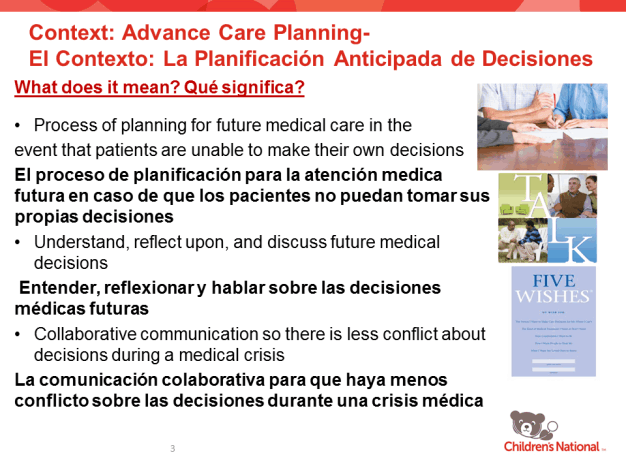 Context: Advance Care Planning-
El Contexto: La Planificación Anticipada de Decisiones
What does it mean? Qué significa?
• Process of planning for future medical care in the
event that patients are unable to make their own decisions
El proceso de planificación para la atención medica
futura en caso de que los pacientes no puedan tomar sus
propias decisiones
• Understand, reflect upon, and discuss future medical
decisions
Entender, reflexionar y hablar sobre las decisiones
médicas futuras
• Collaborative communication so there is less conflict about
decisions during a medical crisis
La comunicación colaborativa para que haya menos
conflicto sobre las decisiones durante una crisis médica
TALK
FIVE
WISHES
3
Children's National